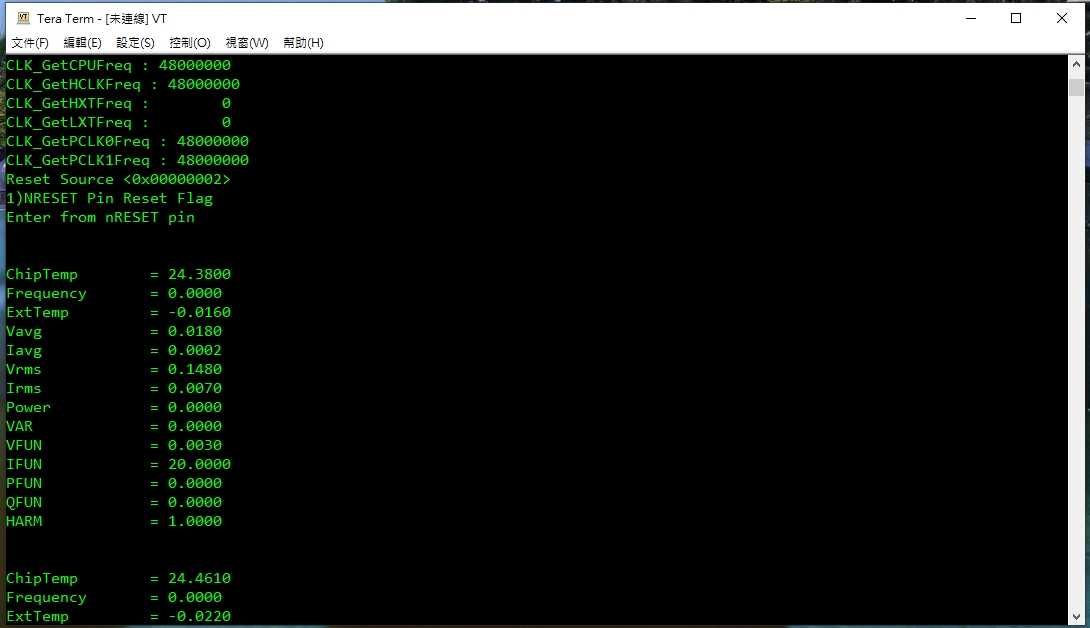 Tera Term - [未連線] VT
文件(F) 編輯(E) 設定(S) 控制(O) 視窗(W) 幫助(H)
CLK_GetCPUFreq : 48000000
CLK_GetHCLKFreq : 48000000
CLK_GetHXTFreq :        0
CLK_GetLXTFreq :        0
CLK_GetPCLK0Freq : 48000000
CLK_GetPCLK1Freq : 48000000
Reset Source <0x00000002>
1)NRESET Pin Reset Flag
Enter from nRESET pin
ChipTemp        = 24.3800
Frequency       = 0.0000
ExtTemp         = -0.0160
Vavg            = 0.0180
Iavg            = 0.0002
Vrms            = 0.1480
Irms            = 0.0070
Power           = 0.0000
VAR             = 0.0000
VFUN            = 0.0030
IFUN            = 20.0000
PFUN            = 0.0000
QFUN            = 0.0000
HARM            = 1.0000
ChipTemp        = 24.4610
Frequency       = 0.0000
ExtTemp         = -0.0220